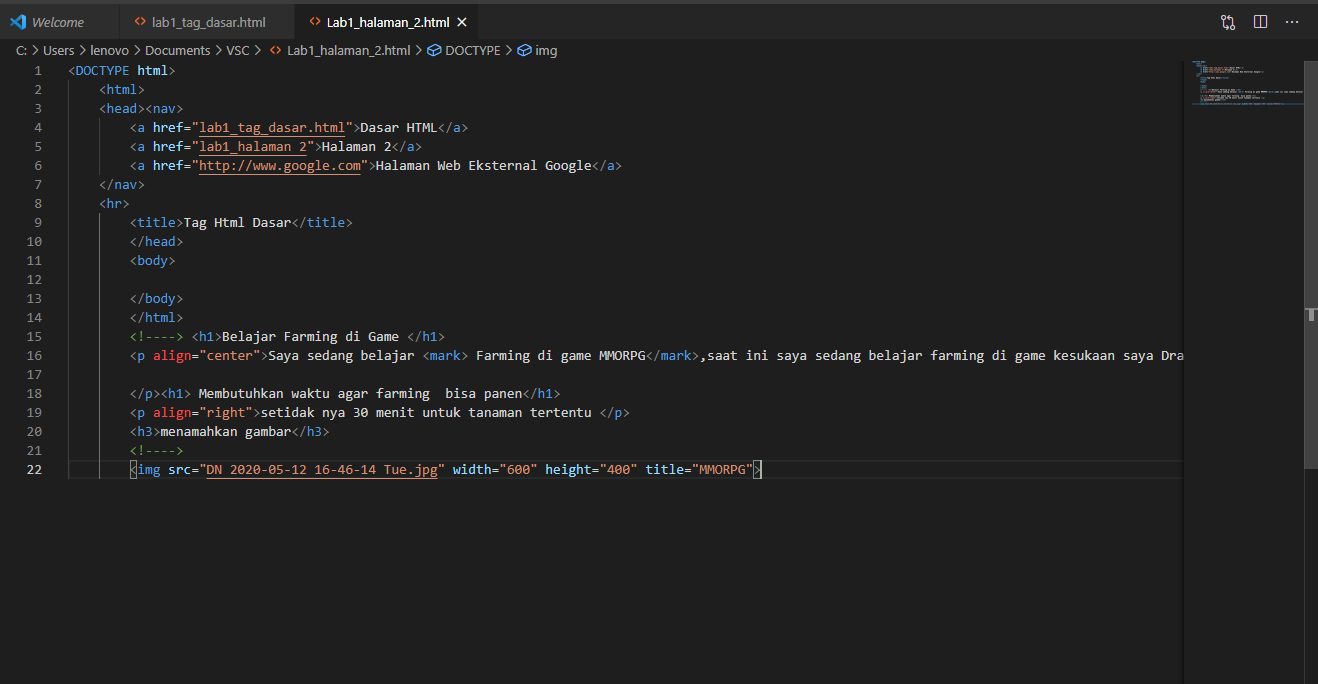 Welcome lab1_tag_dasar.html Lab1_halaman_2.html
C: > Users > lenovo > Documents > VSC > Lab1_halaman_2.html > DOCTYPE > img
1 <DOCTYPE html>
2 <html>
3 <head><nav>
4 <a href="lab1_tag_dasar.html">Dasar HTML</a>
5 <a href="lab1_halaman 2">Halaman 2</a>
6 <a href="http://www.google.com">Halaman Web Eksternal Google</a>
7 </nav>
8 <hr>
9 <title>Tag Html Dasar</title>
10 </head>
11 <body>
12
13 </body>
14 </html>
15 <!----> <h1>Belajar Farming di Game </h1>
16 <p align="center">Saya sedang belajar <mark> Farming di game MMORPG</mark>,saat ini saya sedang belajar farming di game kesukaan saya Dra
17
18 </p><h1> Membutuhkan waktu agar farming  bisa panen</h1>
19 <p align="right">setidak nya 30 menit untuk tanaman tertentu </p>
20 <h3>menamahkan gambar</h3>
21 <!---->
22 <img src="DN 2020-05-12 16-46-14 Tue.jpg" width="600" height="400" title="MMORPG">